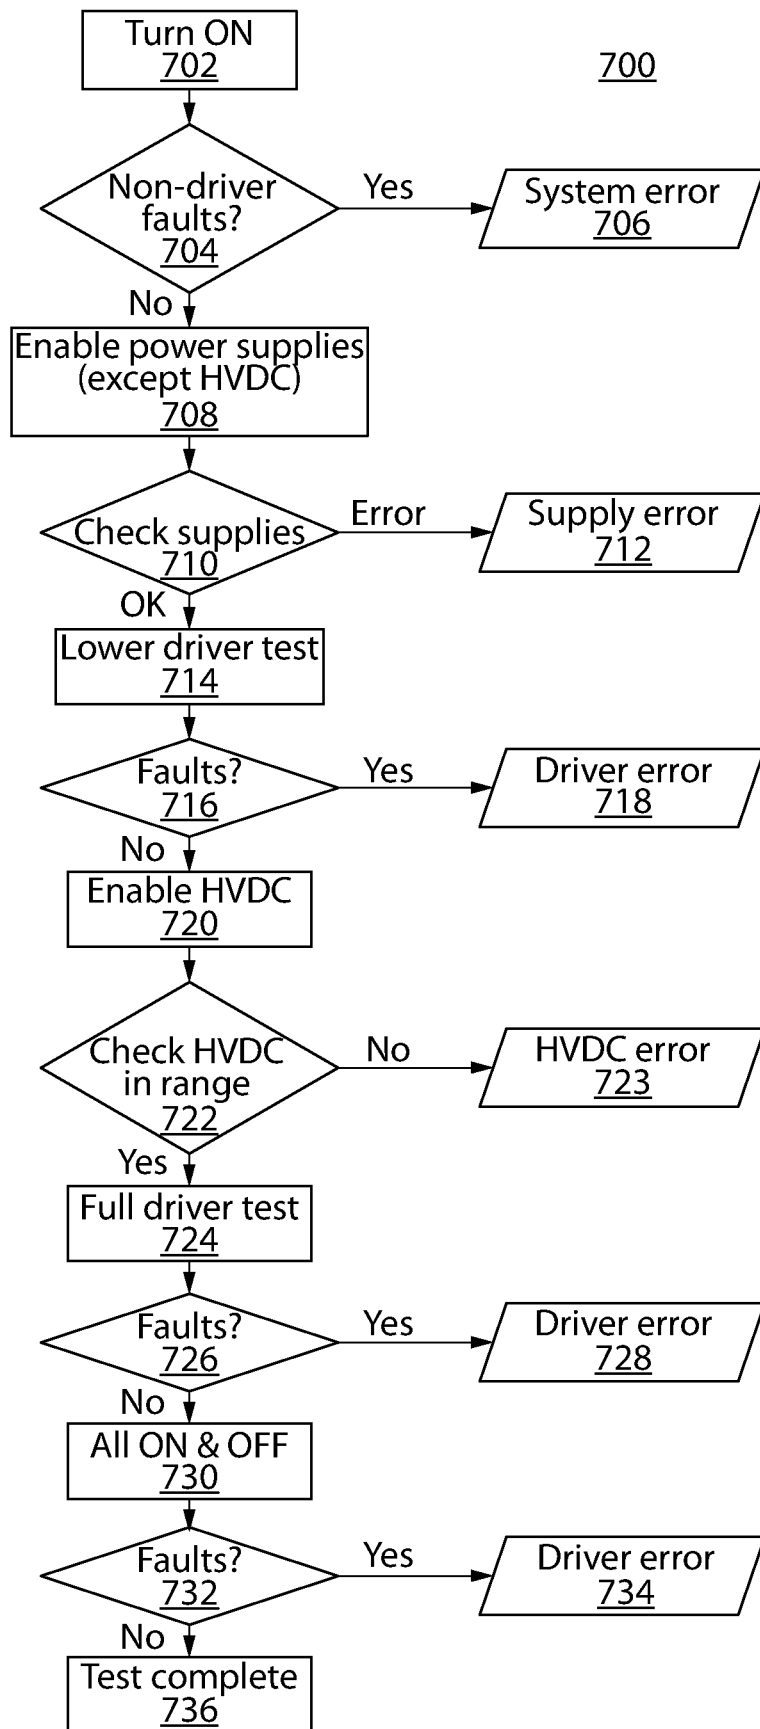 Turn ON
702
700
Non-driver
faults?
704
Yes
System error
706
No
Enable power supplies
(except HVDC)
708
Check supplies
710
Error
Supply error
712
OK
Lower driver test
714
Faults?
716
Yes
Driver error
718
No
Enable HVDC
720
Check HVDC
in range
722
No
HVDC error
723
Yes
Full driver test
724
Faults?
726
Yes
Driver error
728
No
All ON & OFF
730
Faults?
732
Yes
Driver error
734
No
Test complete
736